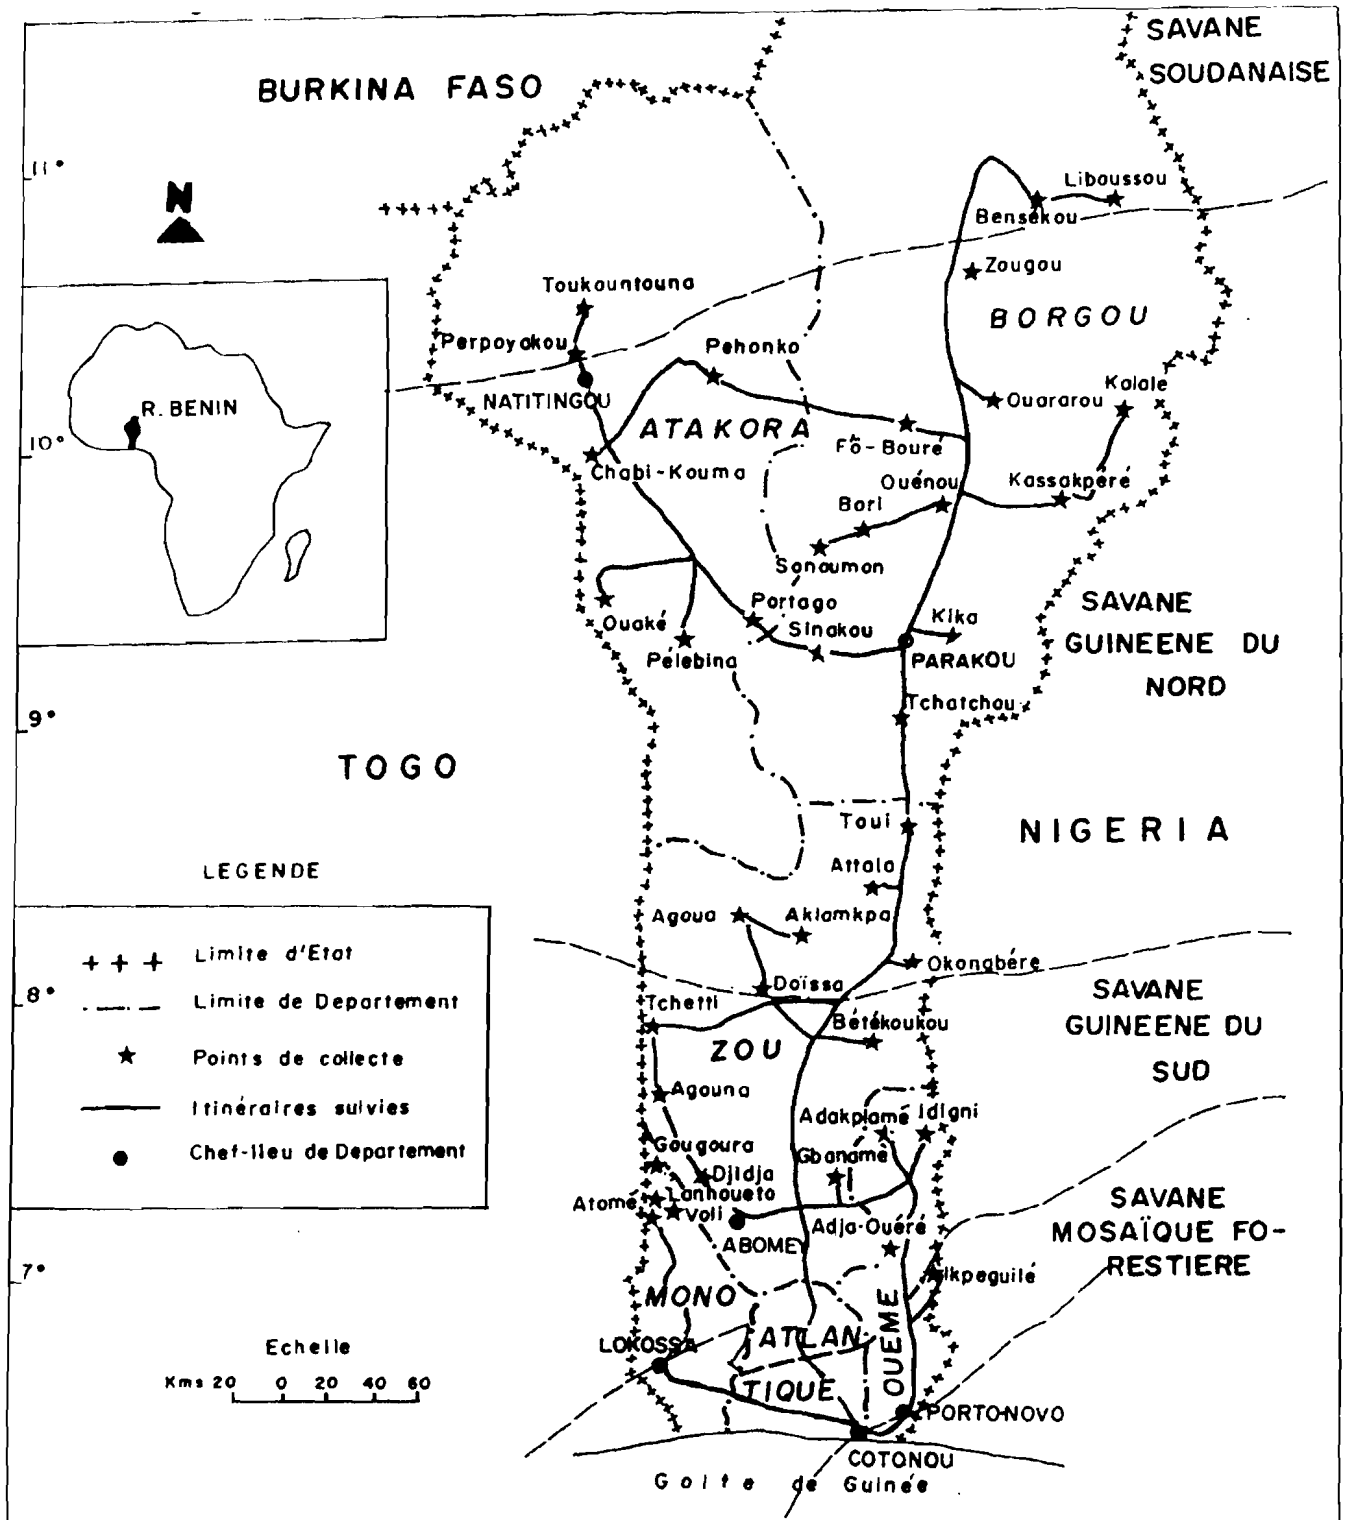 SAVANE
SOUDANAISE
BURKINA FASO
11°
N
Liboussou
Bensékou
Zougou
Toukountouna
BORGOU
Perpoyakou
Pehonko
Kalale
R. BENIN
NATITINGOU
Ouararou
ATAKORA
10°
Fô-Bouré
Chabi-Kouma
Ouénou
Kassakpéré
Bori
Sonoumon
Portago
SAVANE
GUINEENE DU
NORD
Ouaké
Sinakou
Kika
Pélebina
PARAKOU
Tchatchou
9°
TOGO
Toui
NIGERIA
Attala
LEGENDE
Agoua
Aklamkpa
Limite d'Etat
Okonabére
Limite de Departement
8°
Doïssa
SAVANE
GUINEENE DU
SUD
Tchetti
Bétékoukou
Points de collecte
ZOU
Agouna
Itinéraires suivies
Adakplamé
Idigni
Chef-lieu de Departement
Gougoura
Gbanamé
Djidja
Lanhoueto
Atomé
Voli
SAVANE
MOSAÏQUE FO-
RESTIERE
Adja-Ouéré
ABOMEY
7°
Ikpeguilé
MONO
OUEME
ATLAN
TIQUE
Echelle
LOKOSSA
Kms 20 0 20 40 60
PORTO-NOVO
COTONOU
Golte de Guinée